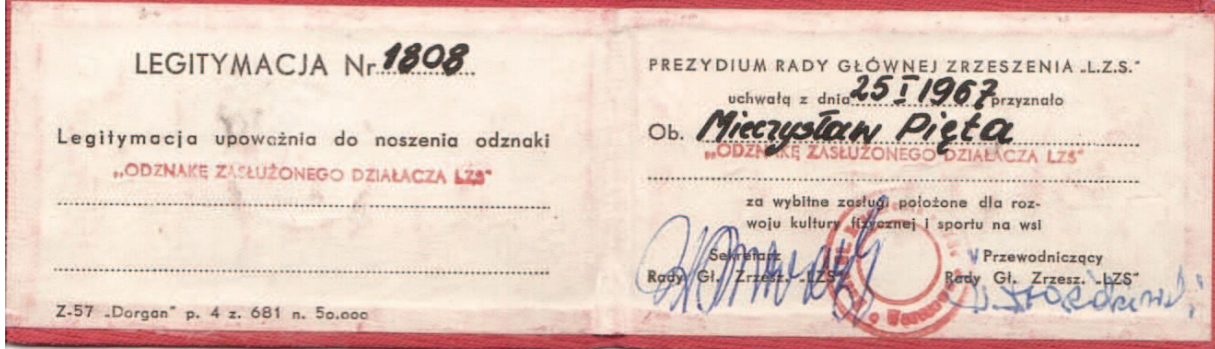 LEGITYMACJA Nr 1808
Legitymacja upoważnia do noszenia odznaki
„ODZNAKĘ ZASŁUŻONEGO DZIAŁACZA LZS"
Z-57 „Dorgan" p. 4 z. 681 n. 50.000
PREZYDIUM RADY GŁÓWNEJ ZRZESZENIA „L.Z.S."
uchwałą z dnia 25 I 1967 przyznało
Ob. Mieczysław Pięta
„ODZNAKĘ ZASŁUŻONEGO DZIAŁACZA LZS"
za wybitne zasługi położone dla roz-
woju kultury fizycznej i sportu na wsi
Sekretarz
Rady Gł. Zrzesz. „LZS"
Przewodniczący
Rady Gł. Zrzesz. „LZS"